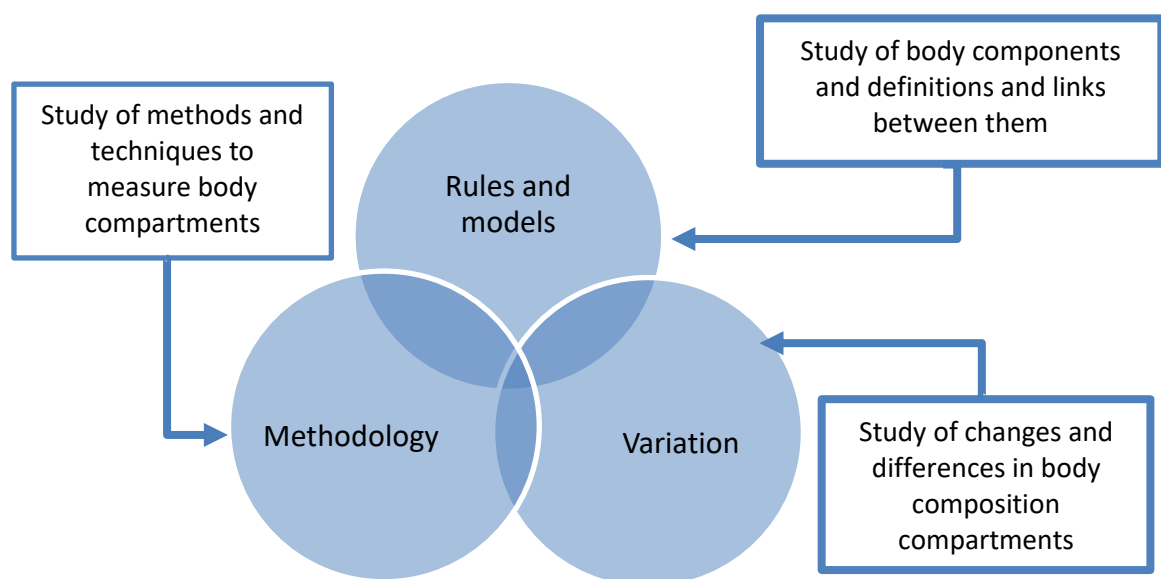 Study of body components
and definitions and links
between them
Study of methods and
techniques to
measure body
compartments
Rules and
models
Methodology
Variation
Study of changes and
differences in body
composition
compartments